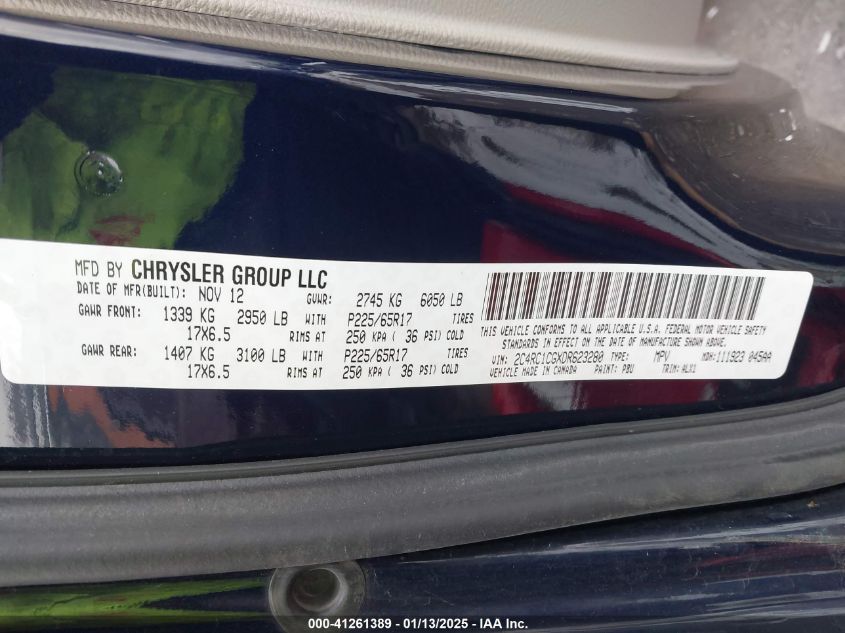 MFD BY CHRYSLER GROUP LLC
DATE OF MFR(BUILT): NOV 12 GVWR: 2745 KG 6050 LB
GAWR FRONT: 1339 KG 2950 LB WITH P225/65R17 TIRES
17X6.5 RIMS AT 250 KPA ( 36 PSI) COLD
GAWR REAR: 1407 KG 3100 LB WITH P225/65R17 TIRES
17X6.5 RIMS AT 250 KPA ( 36 PSI) COLD
THIS VEHICLE CONFORMS TO ALL APPLICABLE U.S.A. FEDERAL MOTOR VEHICLE SAFETY
STANDARDS IN EFFECT ON THE DATE OF MANUFACTURE SHOWN ABOVE.
VIN: 2C4RC1CGXDR623280 TYPE: MPV MDH: 111923 045AA
VEHICLE MADE IN CANADA PAINT: PBU TRIM: ALX1
000-41261389 - 01/13/2025 - IAA Inc.